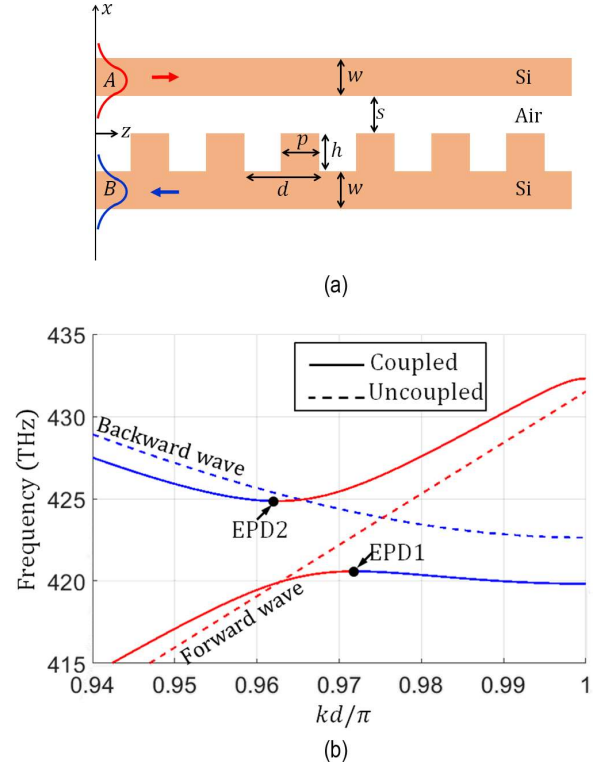 x
A
w
Si
s
Air
z
p
h
B
d
w
Si
(a)
435
430
425
420
415
Frequency (THz)
Coupled
Uncoupled
Backward wave
EPD2
EPD1
Forward wave
0.94 0.95 0.96 0.97 0.98 0.99 1
kd/π
(b)